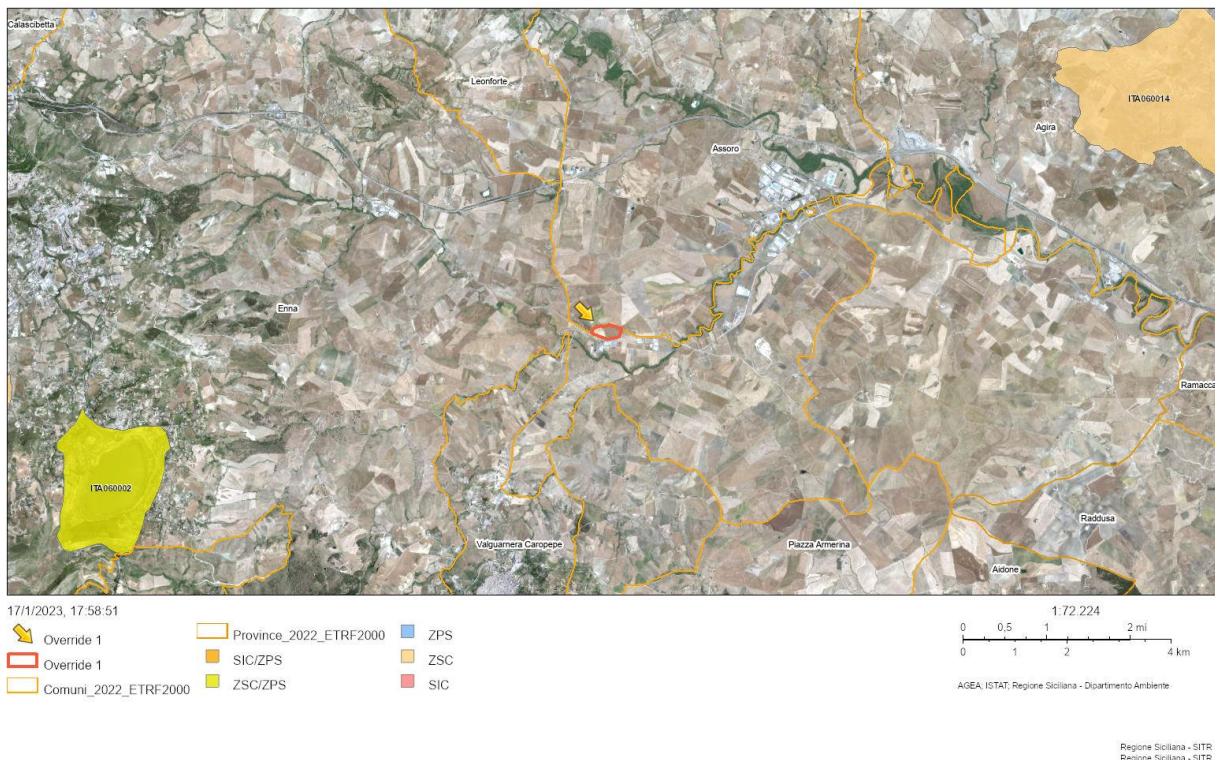 Calascibetta
Leonforte
ITA060014
Agira
Assoro
Enna
Ramacca
ITA060002
Raddusa
Valguarnera Caropepe
Piazza Armerina
Aidone
17/1/2023, 17:58:51
Override 1
Override 1
Comuni_2022_ETRF2000
Province_2022_ETRF2000
SIC/ZPS
ZSC/ZPS
ZPS
ZSC
SIC
1:72.224
0 0,5 1 2 mi
0 1 2 4 km
AGEA; ISTAT; Regione Siciliana - Dipartimento Ambiente
Regione Siciliana - SITR
Regione Siciliana - SITR